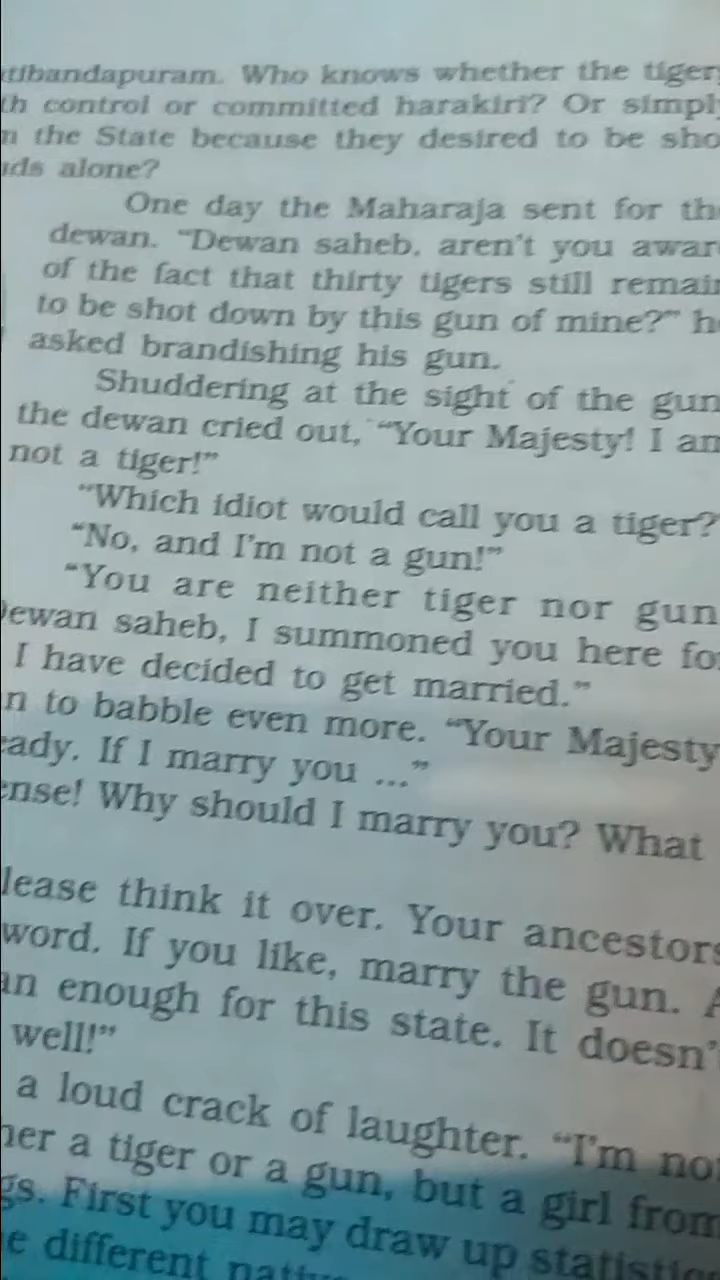 tibandapuram. Who knows whether the tiger
th control or committed harakiri? Or simpl
n the State because they desired to be sho
ds alone?
One day the Maharaja sent for th
dewan. “Dewan saheb, aren’t you awar
of the fact that thirty tigers still remain
to be shot down by this gun of mine?” h
asked brandishing his gun.
Shuddering at the sight of the gun
the dewan cried out, “Your Majesty! I am
not a tiger!”
“Which idiot would call you a tiger?
“No, and I’m not a gun!”
“You are neither tiger nor gun
Dewan saheb, I summoned you here fo
I have decided to get married.”
n to babble even more. “Your Majesty
eady. If I marry you ...”
ense! Why should I marry you? What
lease think it over. Your ancestors
word. If you like, marry the gun. A
an enough for this state. It doesn’t
well!”
a loud crack of laughter. “I’m no
her a tiger or a gun, but a girl from
gs. First you may draw up statistic
e different nativ